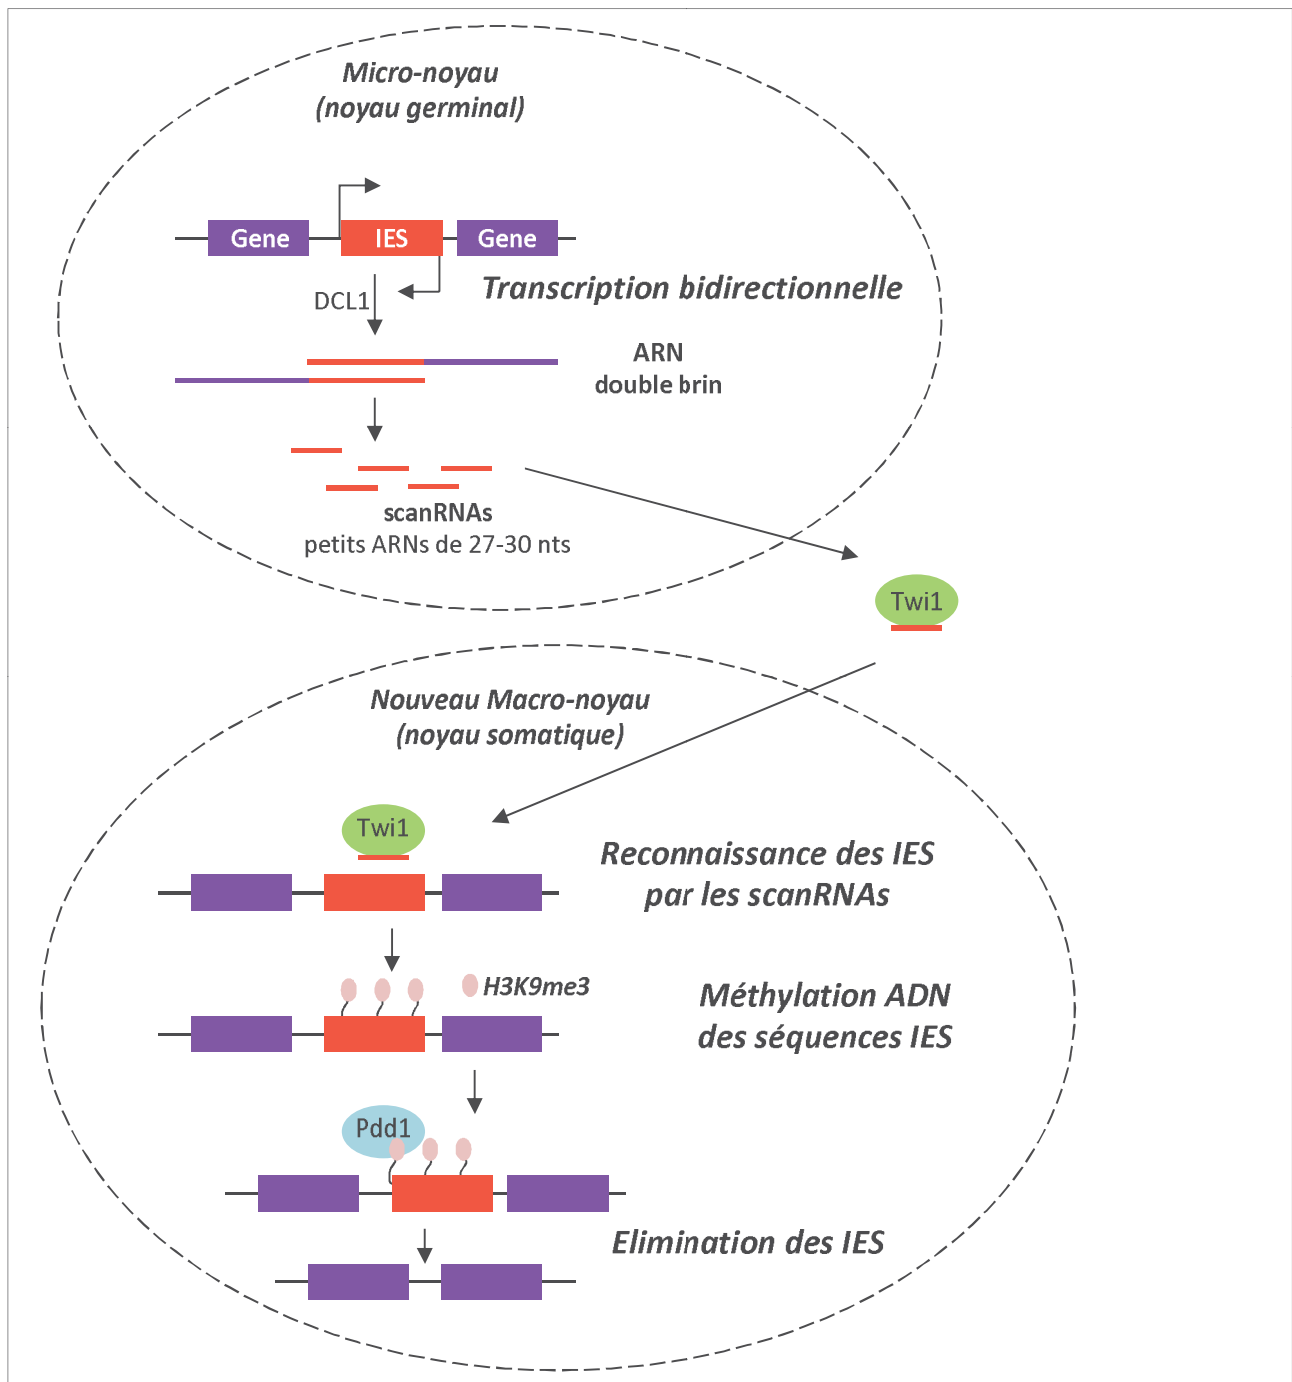 Micro-noyau
(noyau germinal)
Gene IES Gene
Transcription bidirectionnelle
DCL1
ARN
double brin
scanRNAs
petits ARNs de 27-30 nts
Twi1
Nouveau Macro-noyau
(noyau somatique)
Twi1
Reconnaissance des IES
par les scanRNAs
H3K9me3
Méthylation ADN
des séquences IES
Pdd1
Elimination des IES